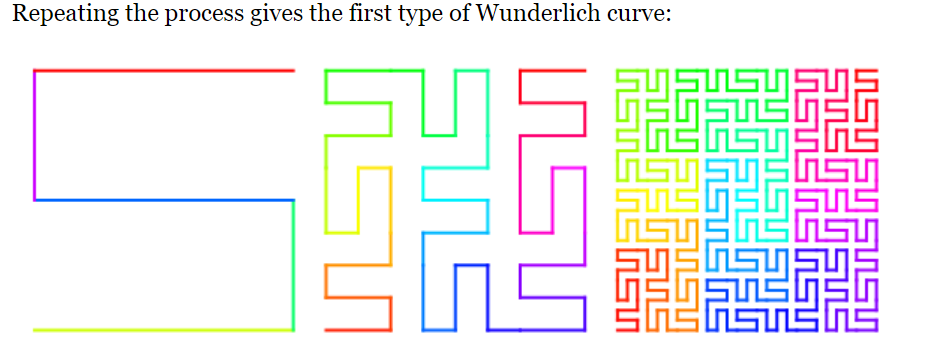 Repeating the process gives the first type of Wunderlich curve: